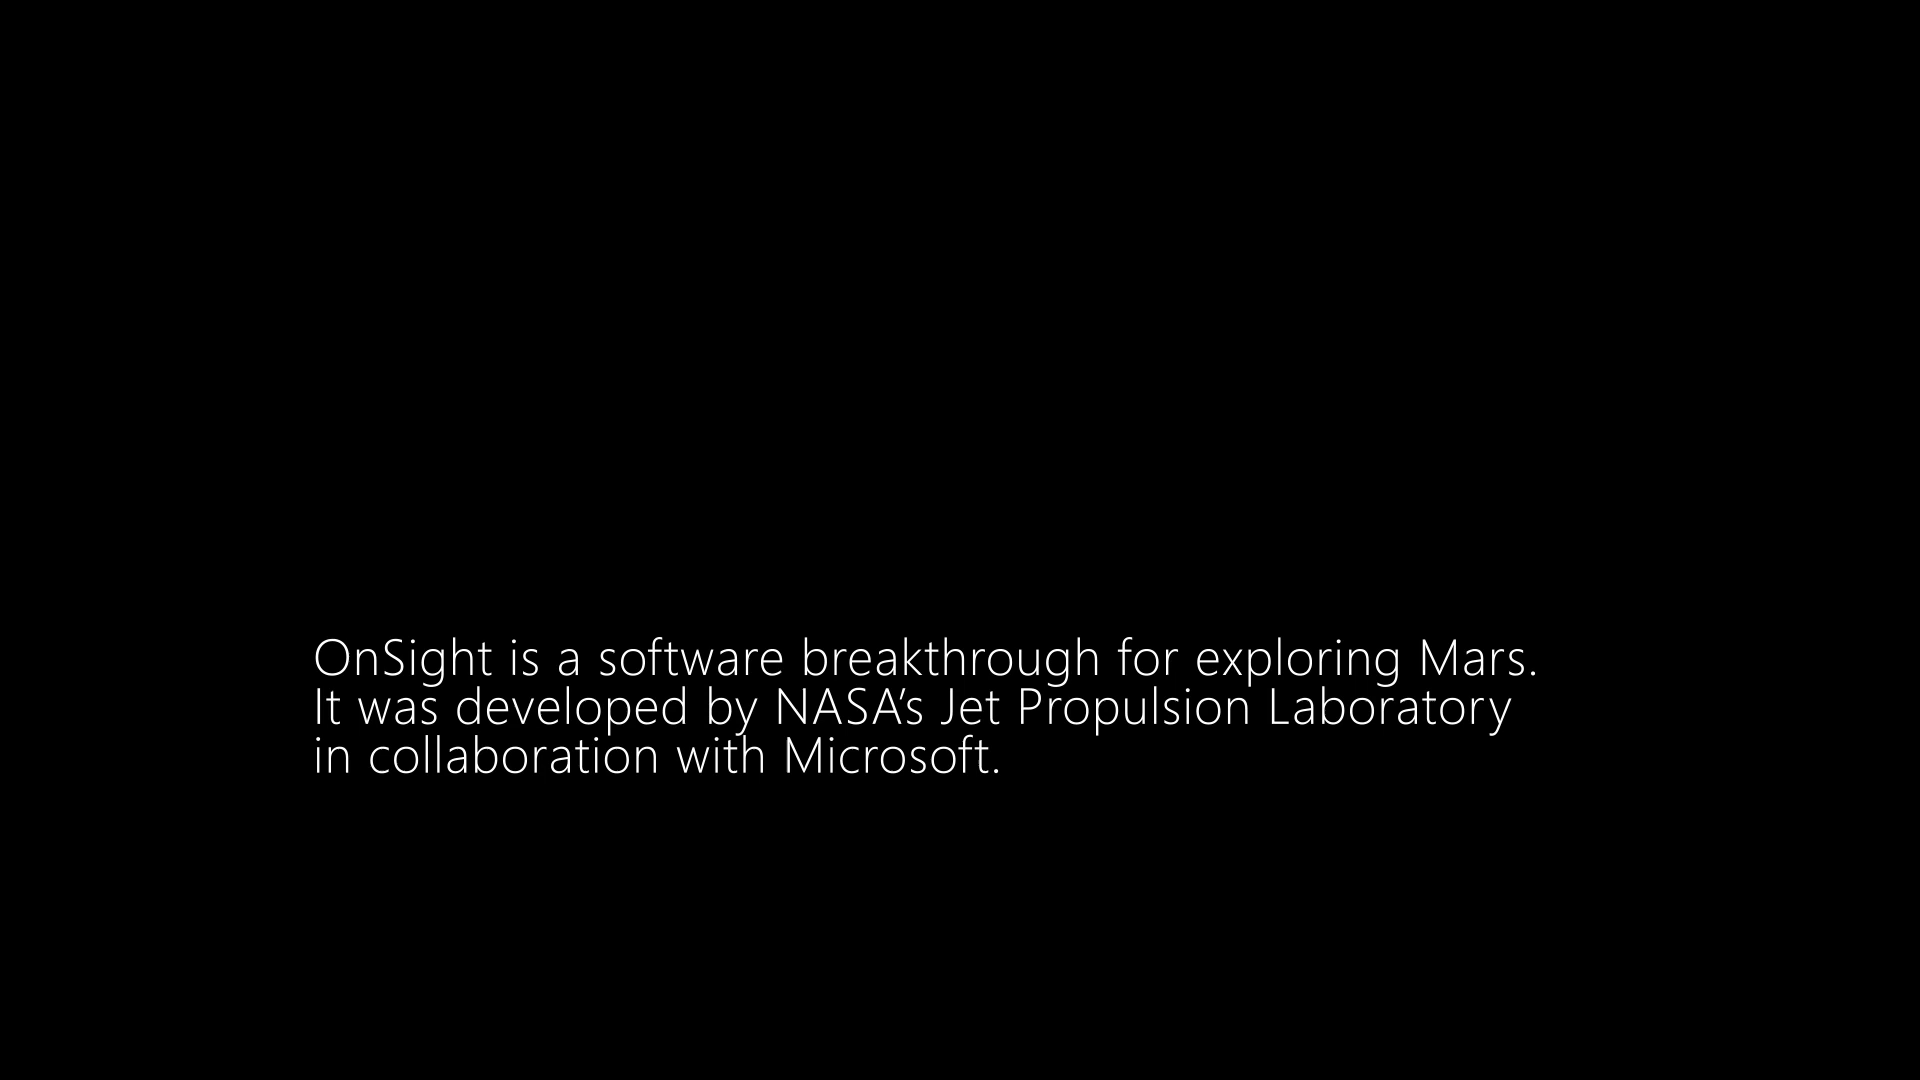 OnSight is a software breakthrough for exploring Mars.
It was developed by NASA‘s Jet Propulsion Laboratory
in collaboration with Microsoft.